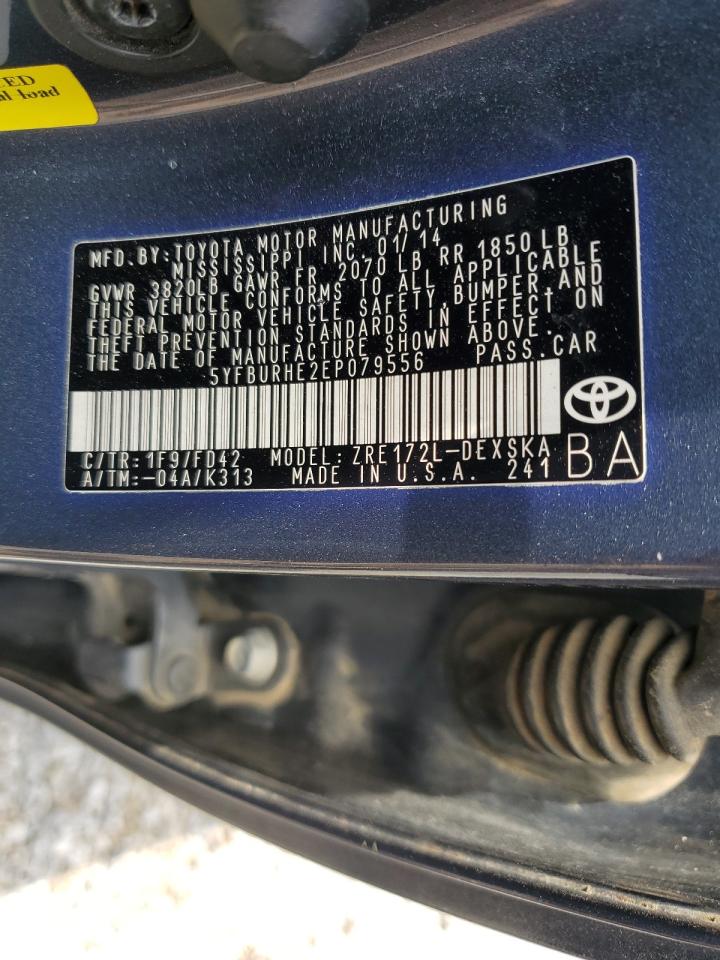 ED
al load
MFD. BY: TOYOTA MOTOR MANUFACTURING
MISSISSIPPI INC. 01/14
GVWR 3820LB GAWR FR 2070 LB RR 1850 LB
THIS VEHICLE CONFORMS TO ALL APPLICABLE
FEDERAL MOTOR VEHICLE SAFETY, BUMPER, AND
THEFT PREVENTION STANDARDS IN EFFECT ON
THE DATE OF MANUFACTURE SHOWN ABOVE.
5YFBURHE2EP079556 PASS. CAR
C/TR: 1F9/FD42 MODEL: ZRE172L-DEXSKA
A/TM: -04A/K313 MADE IN U.S.A. 241
BA